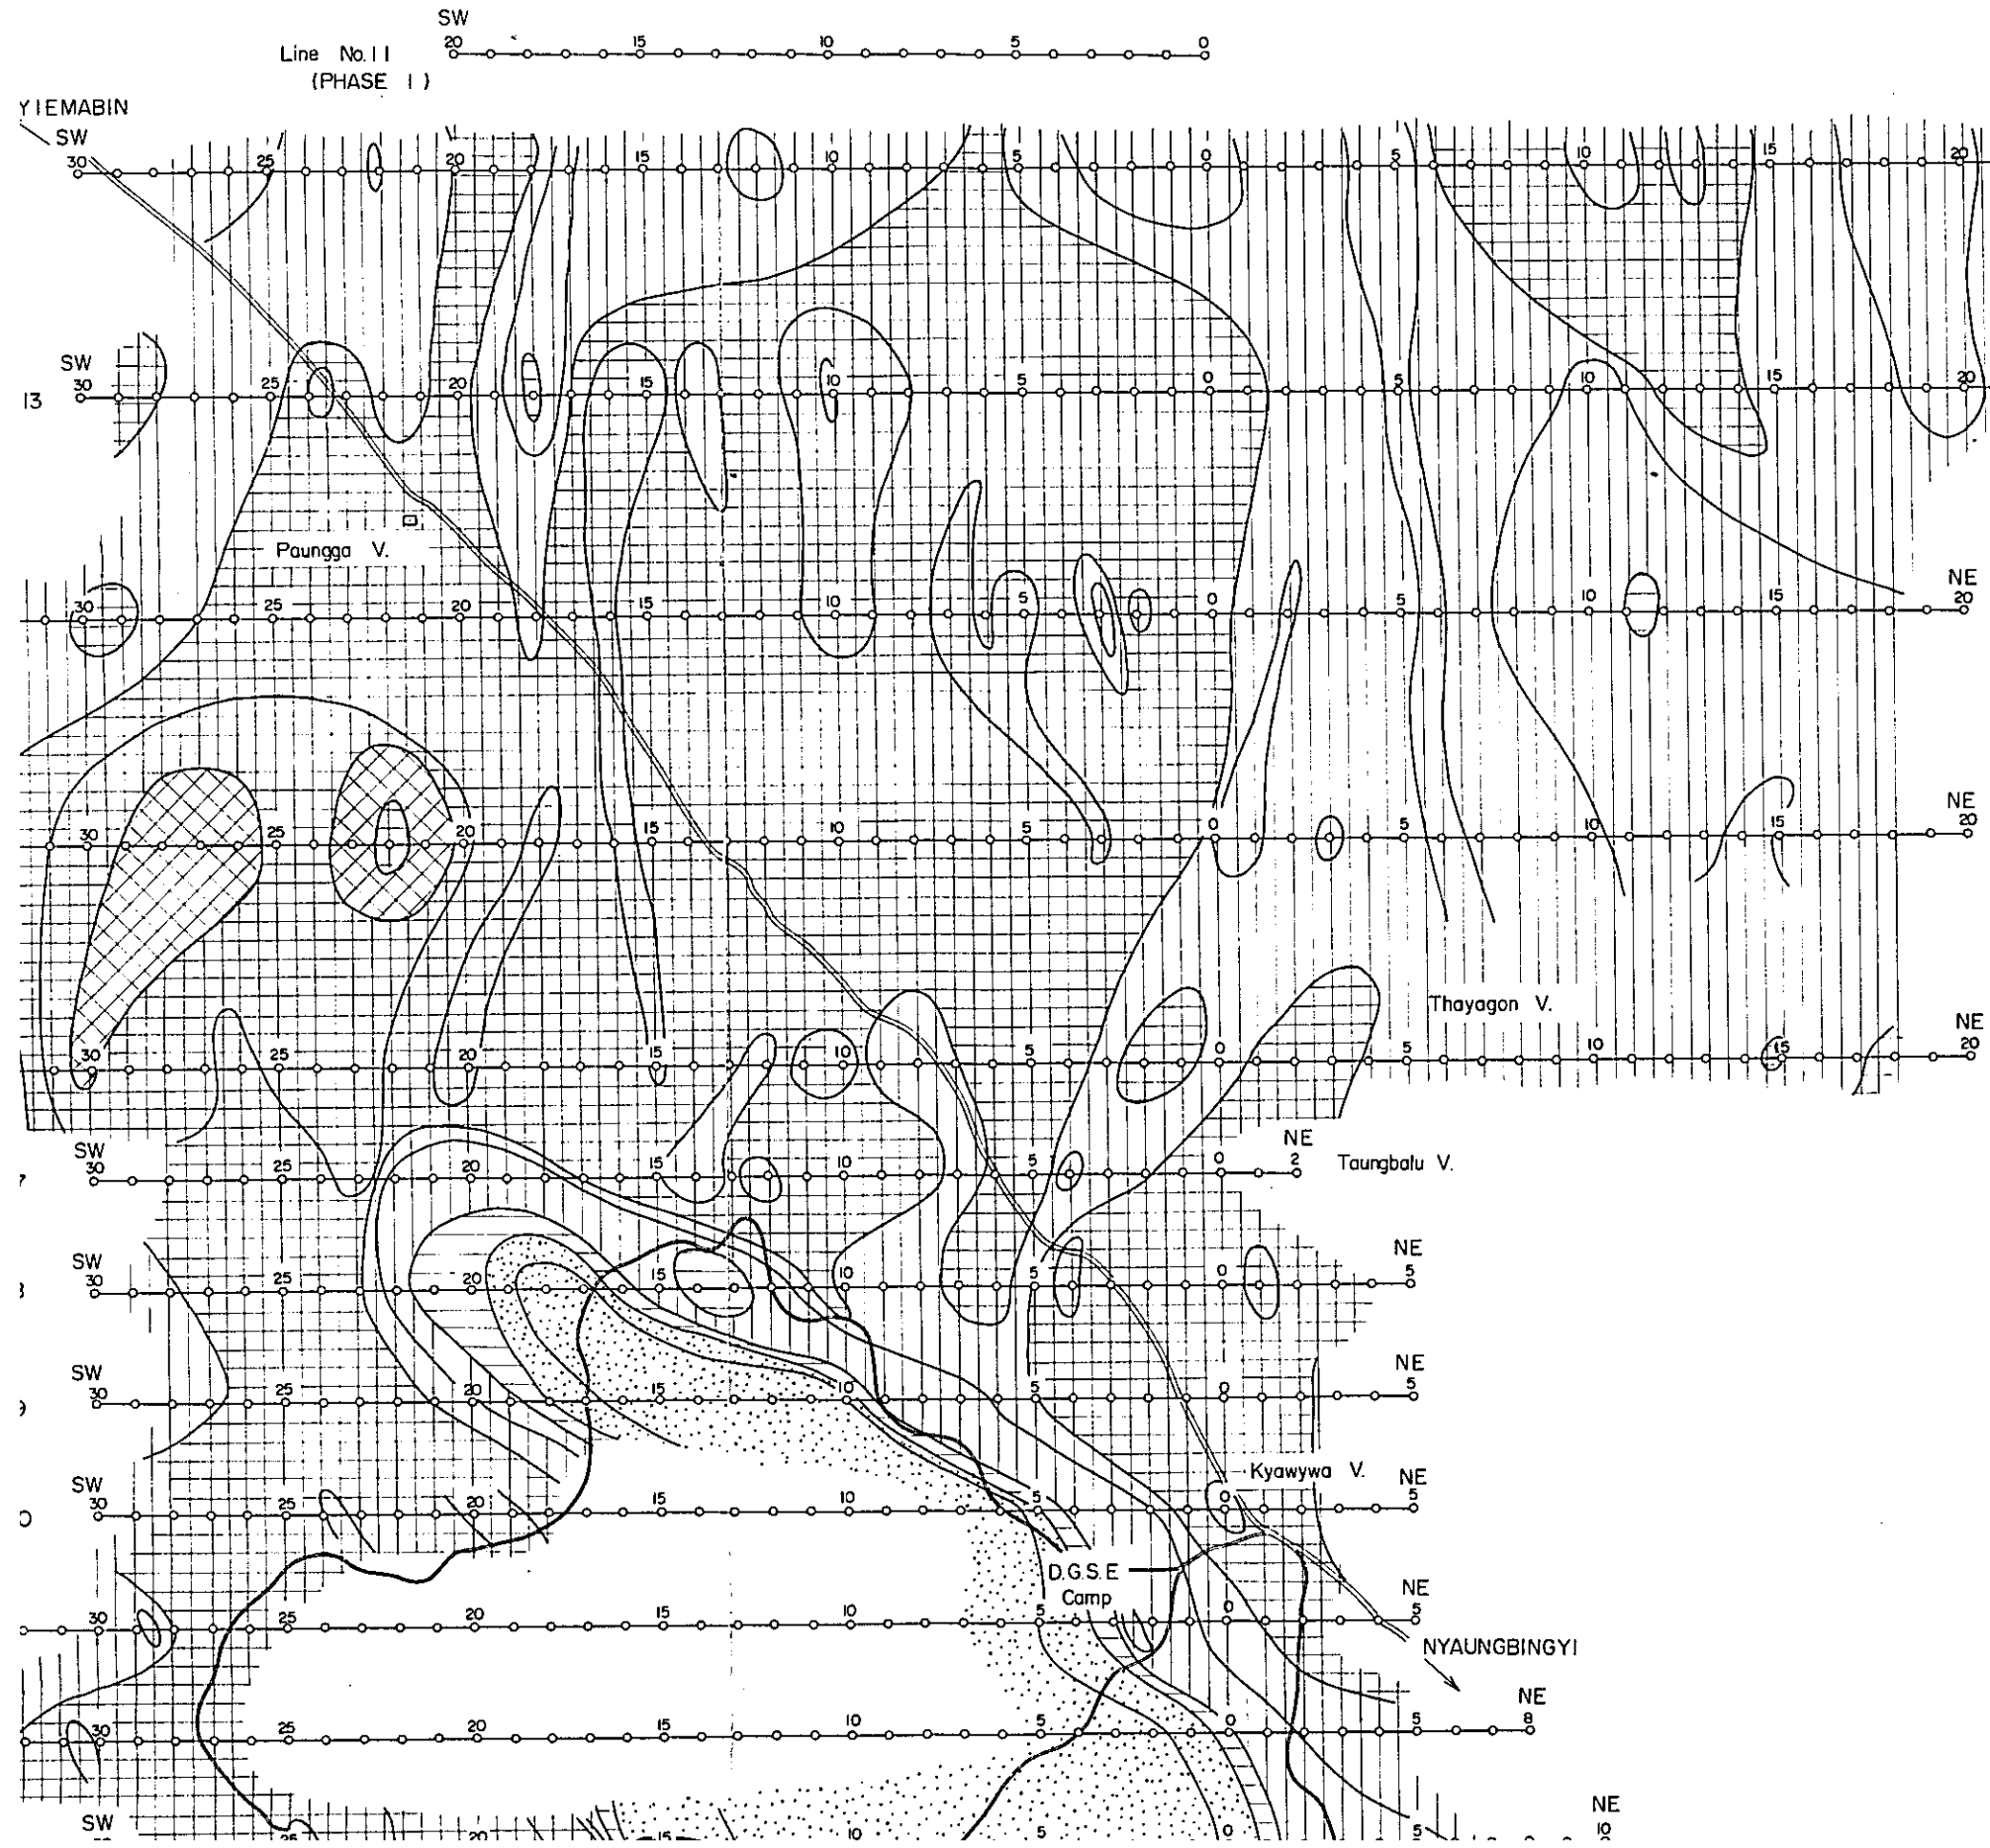 SW
20 15 10 5 0
Line No.11
(PHASE 1)
YIEMABIN
SW
30 25 20 15 10 5 0 5 10 15 20
SW
13
30 25 20 15 10 5 0 5 10 15 20
Paungga V.
NE
30 25 20 15 10 5 0 5 10 15 20
NE
30 25 20 15 10 5 0 5 10 15 20
Thayagon V.
NE
30 25 20 15 10 5 0 5 10 15 20
SW NE
30 25 20 15 10 5 0 2
Taungbalu V.
SW NE
30 25 20 15 10 5 0 5
SW NE
30 25 20 15 10 5 0 5
Kyawywa V.
SW NE
30 25 20 15 10 5 0 5
D.G.S.E
Camp
NE
30 25 20 15 10 5 0 5
NYAUNGBINGYI
NE
30 25 20 15 10 5 0 5 8
SW NE
25 20 15 10 5 0 5 10